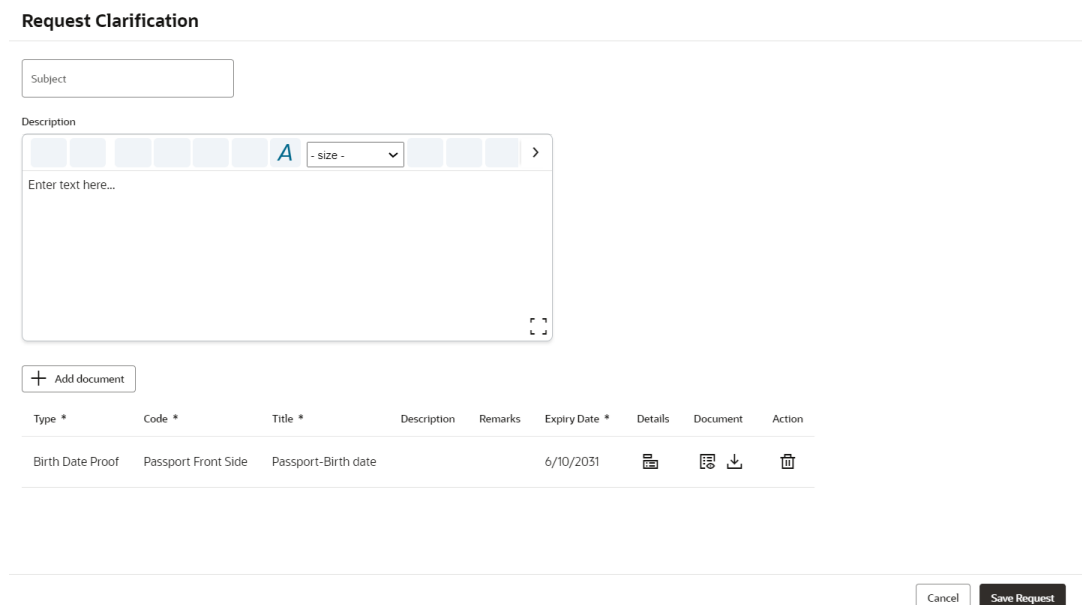 Request Clarification
Subject
Description
A - size -
Enter text here...
Add document
Type * Code * Title * Description Remarks Expiry Date * Details Document Action
Birth Date Proof Passport Front Side Passport-Birth date 6/10/2031
Cancel Save Request